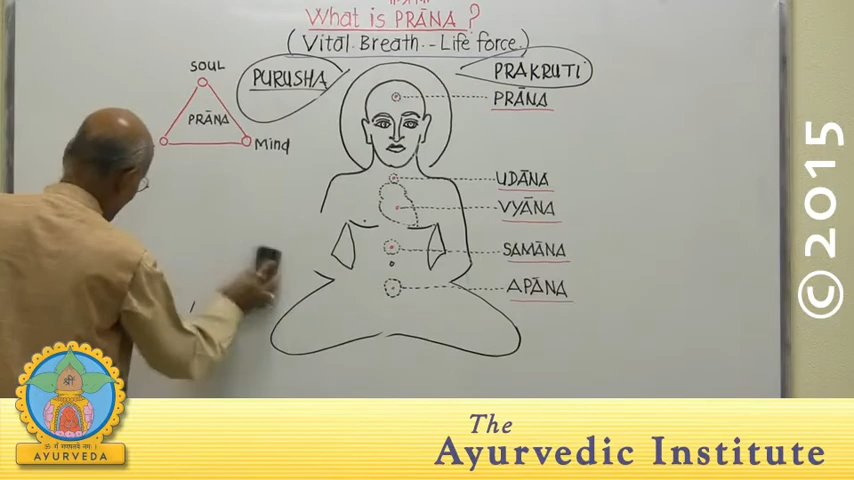 What is PRĀNA ?
(Vital Breath - Life force)
SOUL
PURUSHA
PRAKRUTI
PRĀNA
PRĀNA
Mind
UDĀNA
VYĀNA
SAMĀNA
APĀNA
©2015
श्री
AYURVEDA
The
Ayurvedic Institute